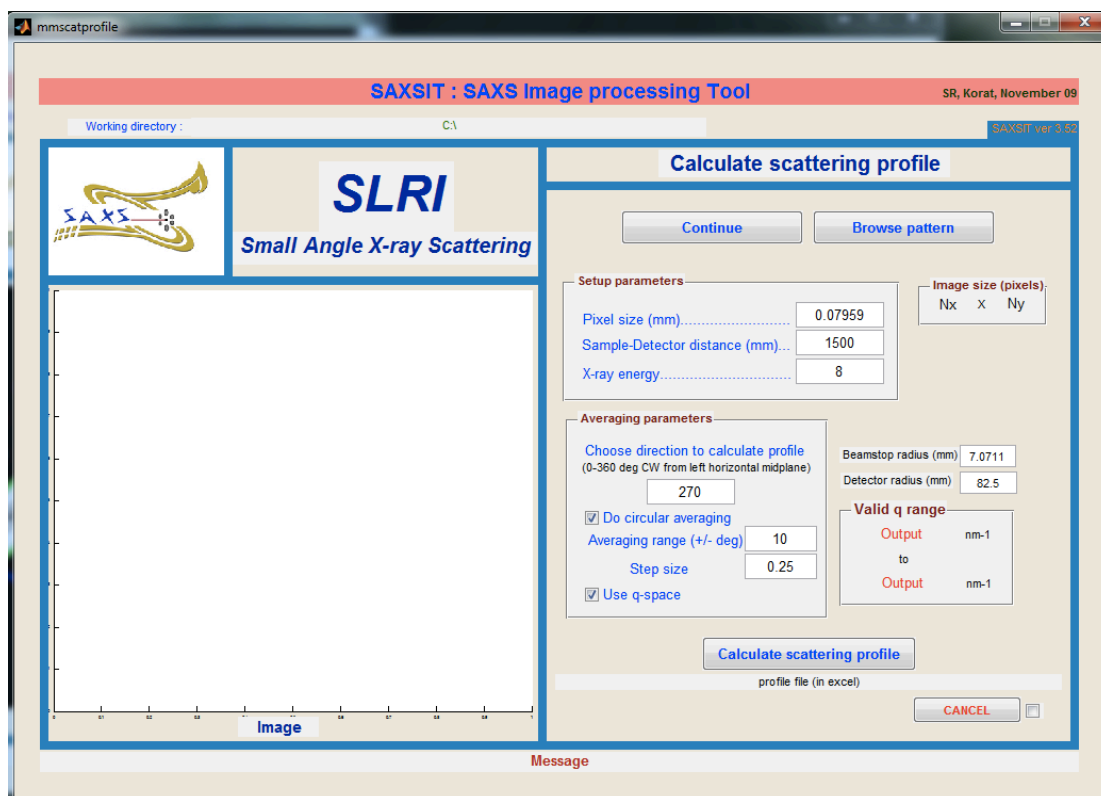 mmscatprofile
SAXSIT : SAXS Image processing Tool
SR, Korat, November 09
Working directory :
C:\
SAXSIT ver 3.52
SAXS
SLRI
Small Angle X-ray Scattering
Calculate scattering profile
Continue
Browse pattern
Setup parameters
Pixel size (mm)........................... 0.07959
Sample-Detector distance (mm)... 1500
X-ray energy................................. 8
Image size (pixels)
Nx X Ny
Averaging parameters
Choose direction to calculate profile
(0-360 deg CW from left horizontal midplane)
270
Do circular averaging
Averaging range (+/- deg) 10
Step size 0.25
Use q-space
Beamstop radius (mm) 7.0711
Detector radius (mm) 82.5
Valid q range
Output nm-1
to
Output nm-1
Calculate scattering profile
profile file (in excel)
CANCEL
Image
Message